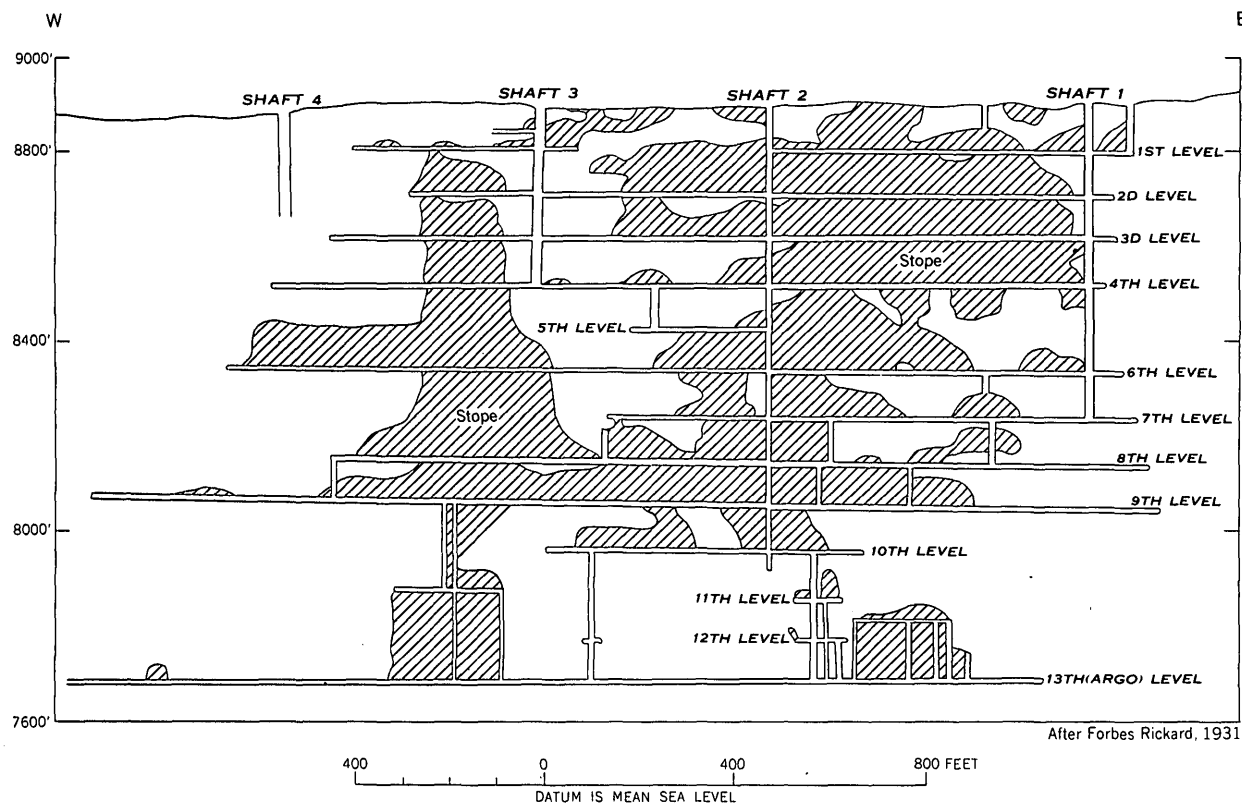 W
E
9000'
8800'
8400'
8000'
7600'
SHAFT 4
SHAFT 3
SHAFT 2
SHAFT 1
1ST LEVEL
2D LEVEL
3D LEVEL
Stope
4TH LEVEL
5TH LEVEL
6TH LEVEL
Stope
7TH LEVEL
8TH LEVEL
9TH LEVEL
10TH LEVEL
11TH LEVEL
12TH LEVEL
13TH(ARGO) LEVEL
After Forbes Rickard, 1931
400 0 400 800 FEET
DATUM IS MEAN SEA LEVEL